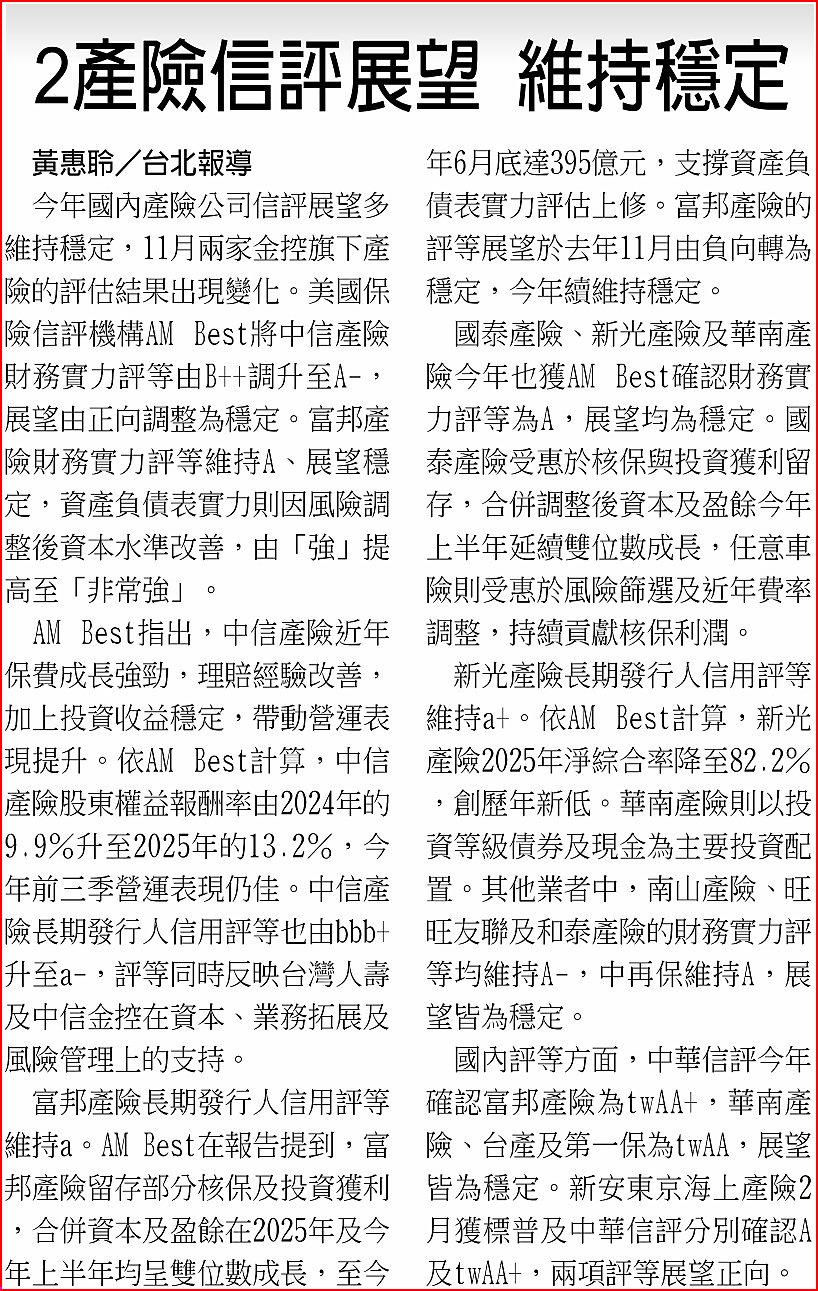 2產險信評展望 維持穩定
黃惠聆／台北報導
今年國內產險公司信評展望多
維持穩定，11月兩家金控旗下產
險的評估結果出現變化。美國保
險信評機構AM Best將中信產險
財務實力評等由B++調升至A-，
展望由正向調整為穩定。富邦產
險財務實力評等維持A、展望穩
定，資產負債表實力則因風險調
整後資本水準改善，由「強」提
高至「非常強」。
AM Best指出，中信產險近年
保費成長強勁，理賠經驗改善，
加上投資收益穩定，帶動營運表
現提升。依AM Best計算，中信
產險股東權益報酬率由2024年的
9.9%升至2025年的13.2%，今
年前三季營運表現仍佳。中信產
險長期發行人信用評等也由bbb+
升至a-，評等同時反映台灣人壽
及中信金控在資本、業務拓展及
風險管理上的支持。
富邦產險長期發行人信用評等
維持a。AM Best在報告提到，富
邦產險留存部分核保及投資獲利
，合併資本及盈餘在2025年及今
年上半年均呈雙位數成長，至今
年6月底達395億元，支撐資產負
債表實力評估上修。富邦產險的
評等展望於去年11月由負向轉為
穩定，今年續維持穩定。
國泰產險、新光產險及華南產
險今年也獲AM Best確認財務實
力評等為A，展望均為穩定。國
泰產險受惠於核保與投資獲利留
存，合併調整後資本及盈餘今年
上半年延續雙位數成長，任意車
險則受惠於風險篩選及近年費率
調整，持續貢獻核保利潤。
新光產險長期發行人信用評等
維持a+。依AM Best計算，新光
產險2025年淨綜合率降至82.2%
，創歷年新低。華南產險則以投
資等級債券及現金為主要投資配
置。其他業者中，南山產險、旺
旺友聯及和泰產險的財務實力評
等均維持A-，中再保維持A，展
望皆為穩定。
國內評等方面，中華信評今年
確認富邦產險為twAA+，華南產
險、台產及第一保為twAA，展望
皆為穩定。新安東京海上產險2
月獲標普及中華信評分別確認A
及twAA+，兩項評等展望正向。